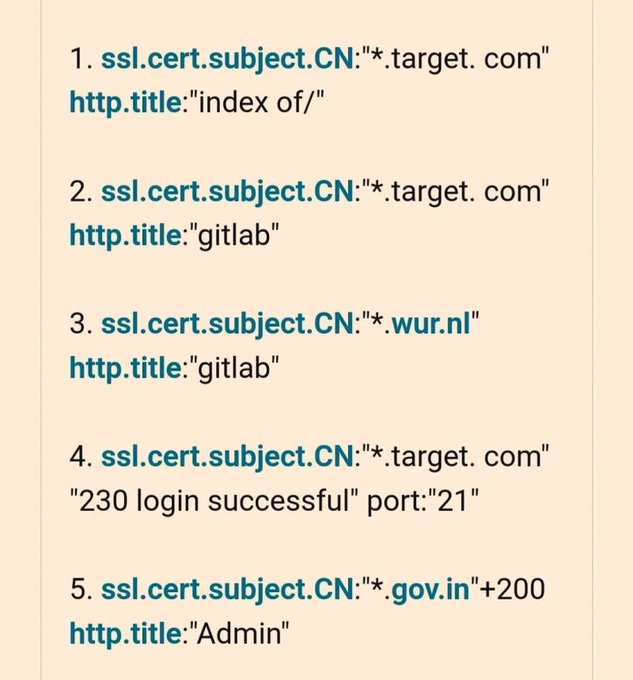 1. ssl.cert.subject.CN:"*.target. com"
http.title:"index of/"
2. ssl.cert.subject.CN:"*.target. com"
http.title:"gitlab"
3. ssl.cert.subject.CN:"*.wur.nl"
http.title:"gitlab"
4. ssl.cert.subject.CN:"*.target. com"
"230 login successful" port:"21"
5. ssl.cert.subject.CN:"*.gov.in"+200
http.title:"Admin"